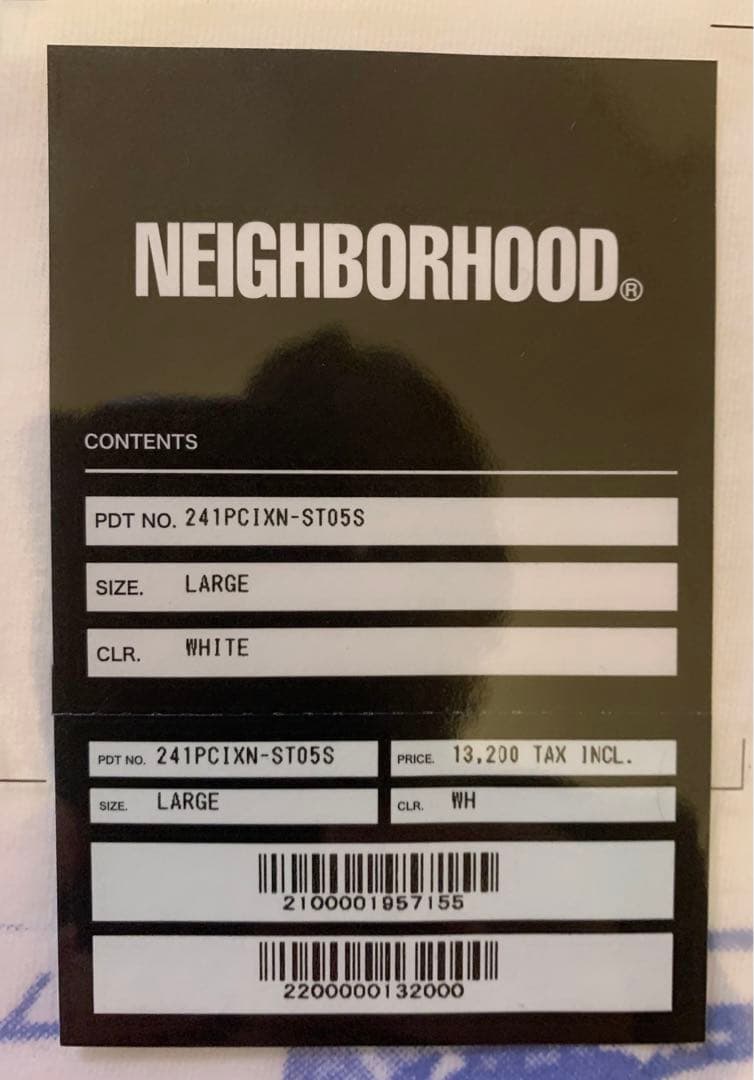 NEIGHBORHOOD®
CONTENTS
PDT NO. 241PCIXN-ST05S
SIZE. LARGE
CLR. WHITE
PDT NO. 241PCIXN-ST05S
PRICE. 13,200 TAX INCL.
SIZE. LARGE
CLR. WH
2100001957155
2200000132000